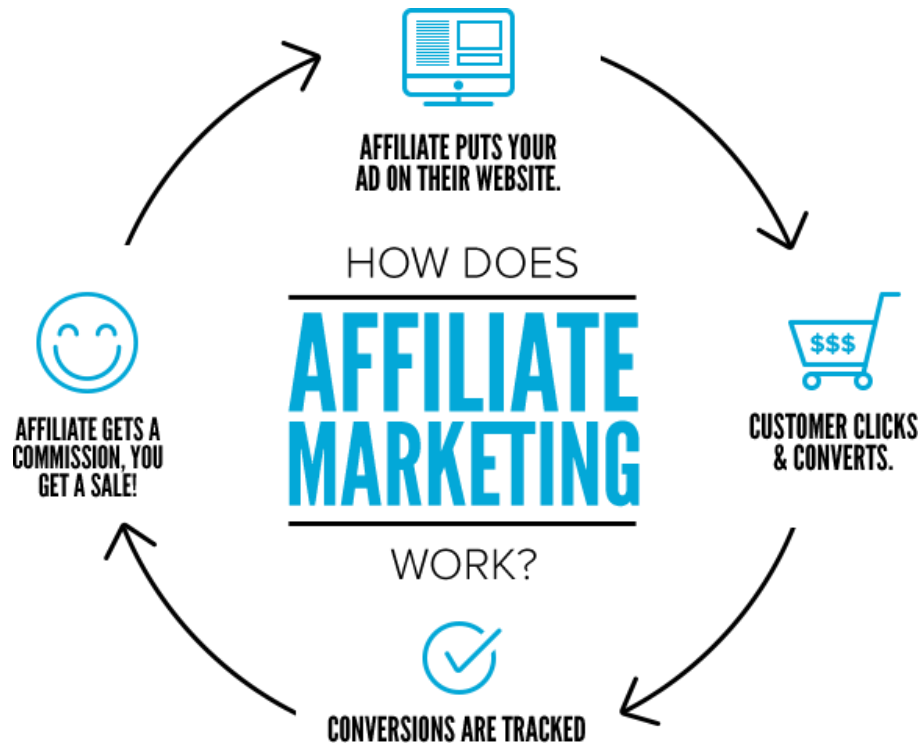 AFFILIATE PUTS YOUR
AD ON THEIR WEBSITE.
HOW DOES
AFFILIATE
MARKETING
WORK?
$$$
CUSTOMER CLICKS
& CONVERTS.
CONVERSIONS ARE TRACKED
AFFILIATE GETS A
COMMISSION, YOU
GET A SALE!